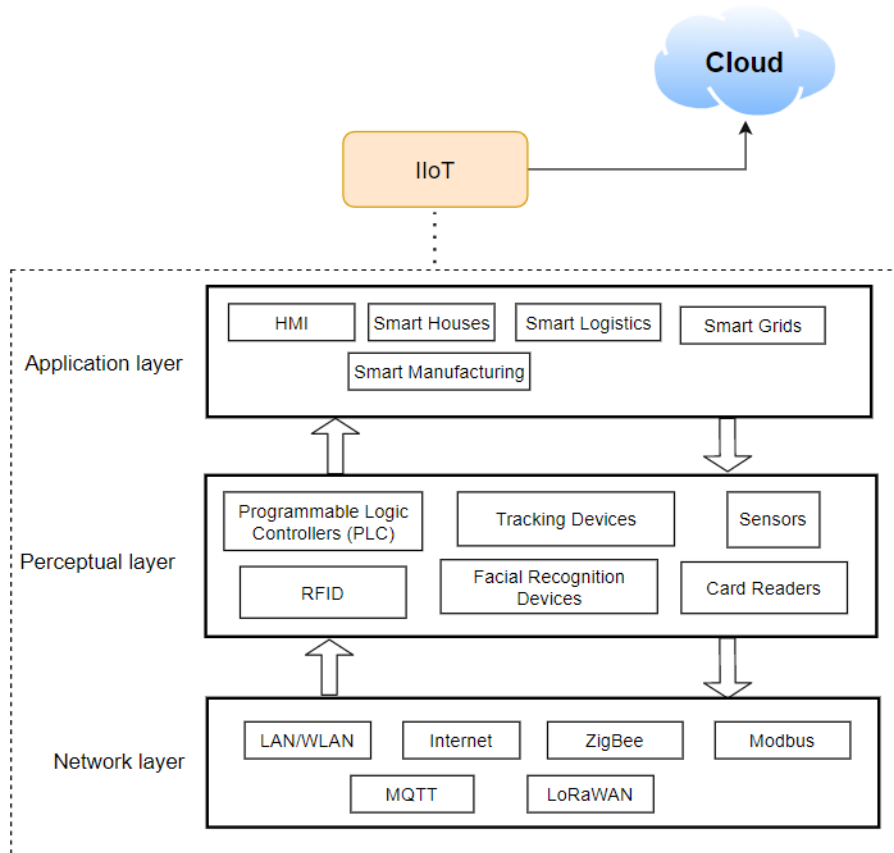 Cloud
IIoT
Application layer
HMI
Smart Houses
Smart Logistics
Smart Grids
Smart Manufacturing
Perceptual layer
Programmable Logic
Controllers (PLC)
Tracking Devices
Sensors
RFID
Facial Recognition
Devices
Card Readers
Network layer
LAN/WLAN
Internet
ZigBee
Modbus
MQTT
LoRaWAN